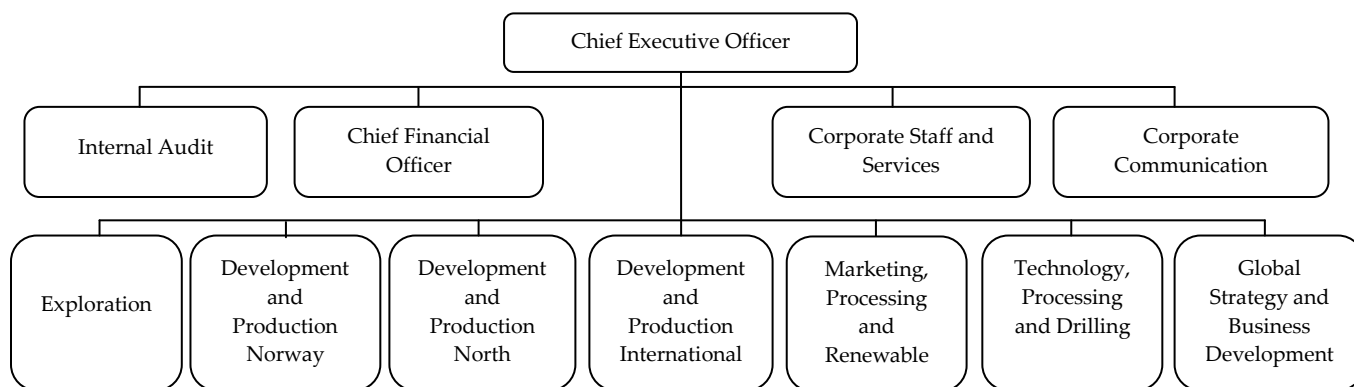 Chief Executive Officer
Internal Audit
Chief Financial
Officer
Corporate Staff and
Services
Corporate
Communication
Exploration
Development
and
Production
Norway
Development
and
Production
North
Development
and
Production
International
Marketing,
Processing
and
Renewable
Technology,
Processing
and Drilling
Global
Strategy and
Business
Development